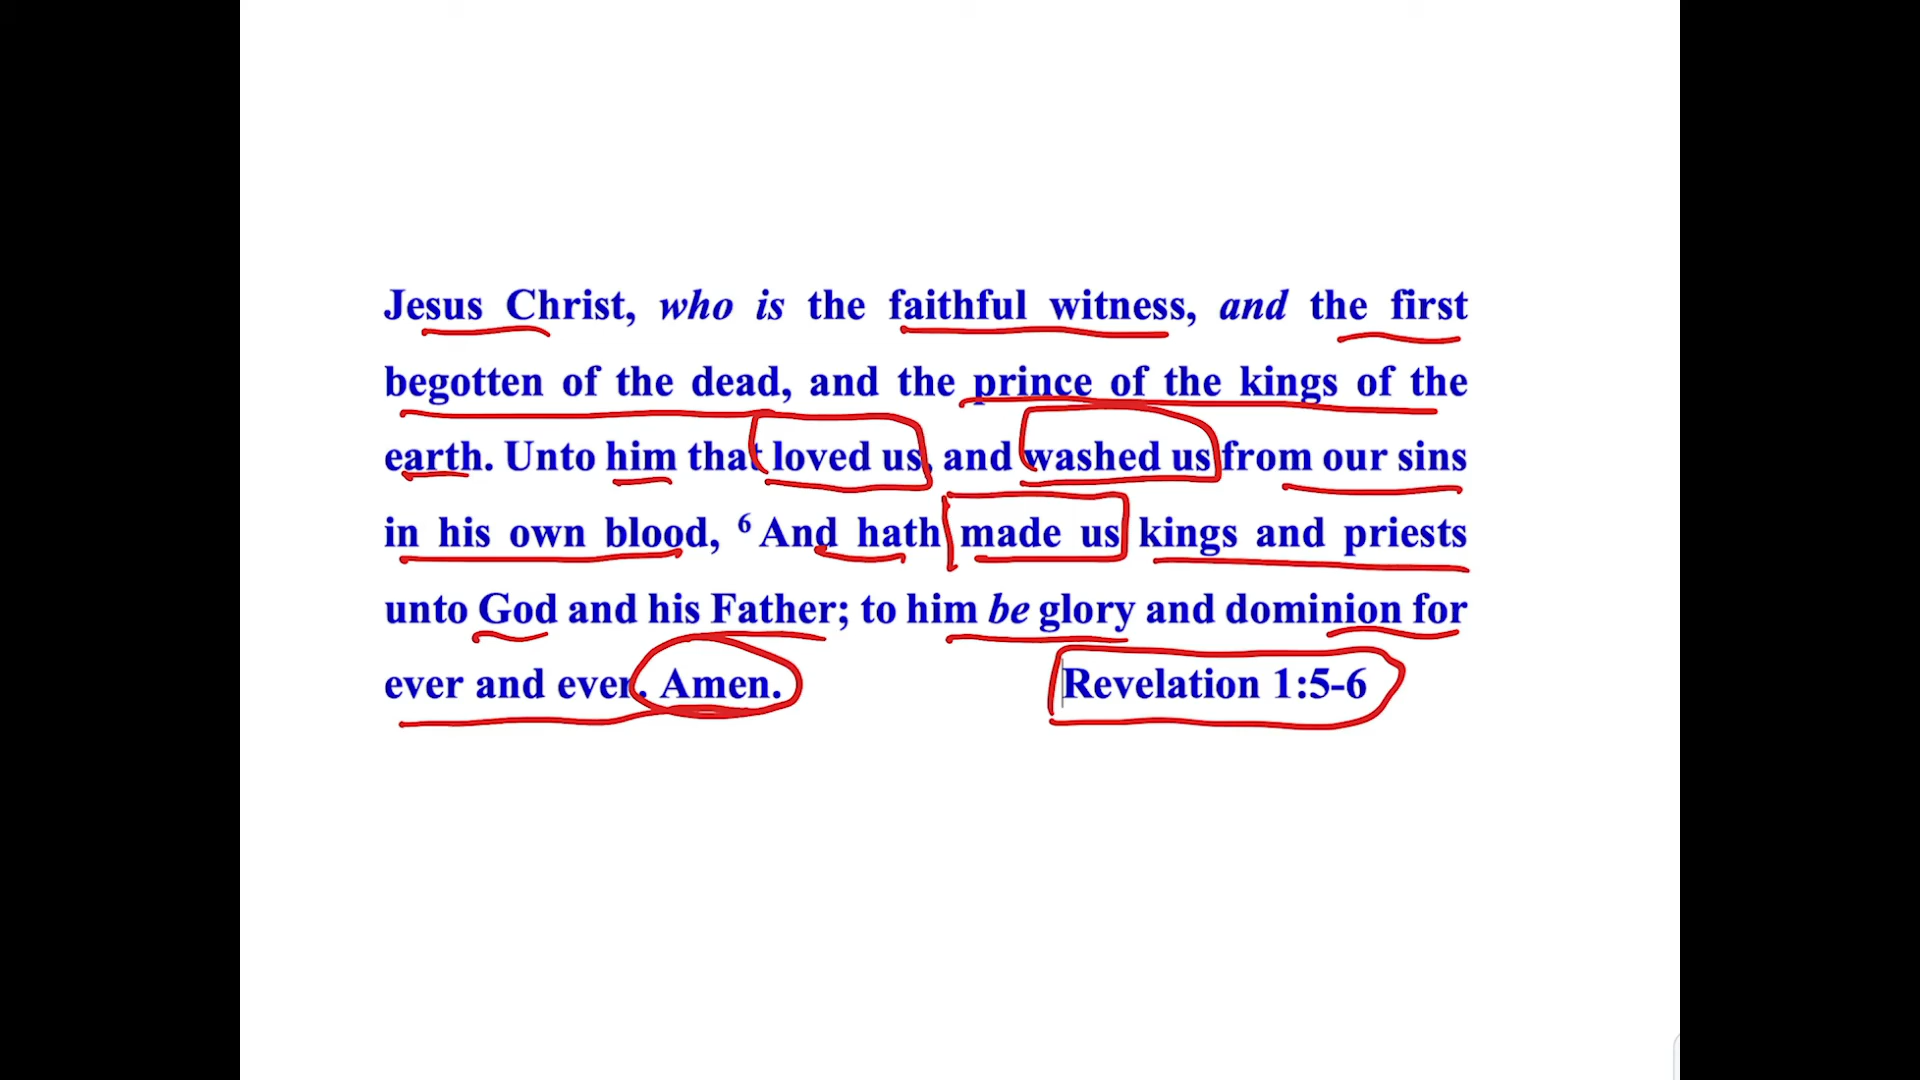 Jesus Christ, who is the faithful witness, and the first
begotten of the dead, and the prince of the kings of the
earth. Unto him that loved us, and washed us from our sins
in his own blood, 6 And hath made us kings and priests
unto God and his Father; to him be glory and dominion for
ever and ever. Amen. Revelation 1:5-6